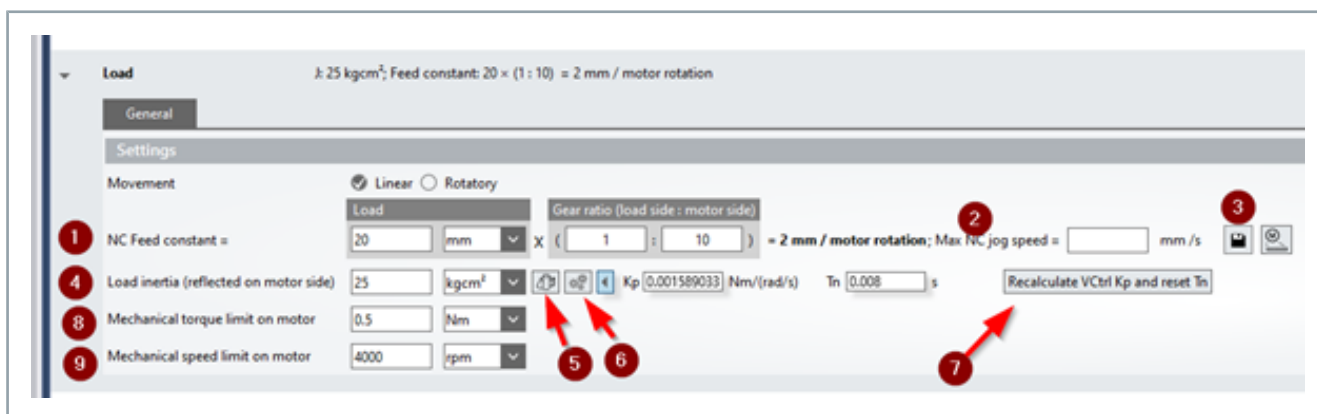 Load J: 25 kgcm²; Feed constant: 20 × (1 : 10) = 2 mm / motor rotation
General
Settings
Movement Linear Rotatory
Load Gear ratio (load side : motor side)
1 NC Feed constant = 20 mm X ( 1 : 10 ) = 2 mm / motor rotation; Max NC jog speed = mm /s
2
3
4 Load inertia (reflected on motor side) 25 kgcm² Kp 0.001589033 Nm/(rad/s) Tn 0.008 s Recalculate VCtrl Kp and reset Tn
8 Mechanical torque limit on motor 0.5 Nm
9 Mechanical speed limit on motor 4000 rpm
5 6 7